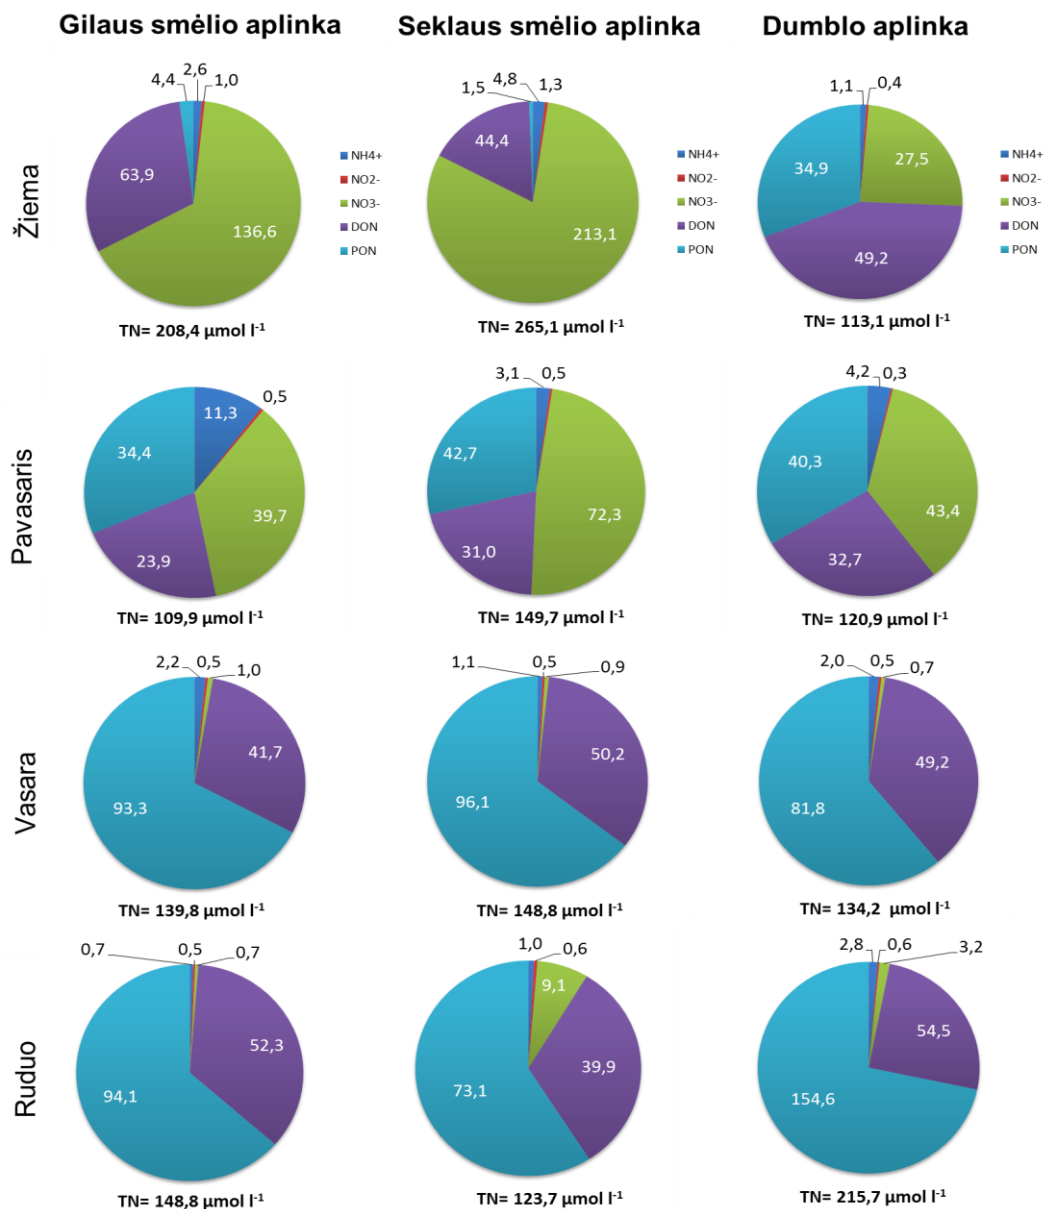 Gilaus smėlio aplinka
Seklaus smėlio aplinka
Dumblo aplinka
Žiema
4,4
2,6
1,0
63,9
136,6
NH4+
NO2-
NO3-
DON
PON
TN= 208,4 µmol l-1
1,5
4,8
1,3
44,4
213,1
NH4+
NO2-
NO3-
DON
PON
TN= 265,1 µmol l-1
1,1
0,4
34,9
27,5
49,2
NH4+
NO2-
NO3-
DON
PON
TN= 113,1 µmol l-1
Pavasaris
11,3
0,5
34,4
39,7
23,9
TN= 109,9 µmol l-1
3,1
0,5
42,7
72,3
31,0
TN= 149,7 µmol l-1
4,2
0,3
40,3
43,4
32,7
TN= 120,9 µmol l-1
Vasara
2,2
0,5
1,0
41,7
93,3
TN= 139,8 µmol l-1
1,1
0,5
0,9
50,2
96,1
TN= 148,8 µmol l-1
2,0
0,5
0,7
49,2
81,8
TN= 134,2 µmol l-1
Ruduo
0,7
0,5
0,7
52,3
94,1
TN= 148,8 µmol l-1
1,0
0,6
9,1
39,9
73,1
TN= 123,7 µmol l-1
2,8
0,6
3,2
54,5
154,6
TN= 215,7 µmol l-1